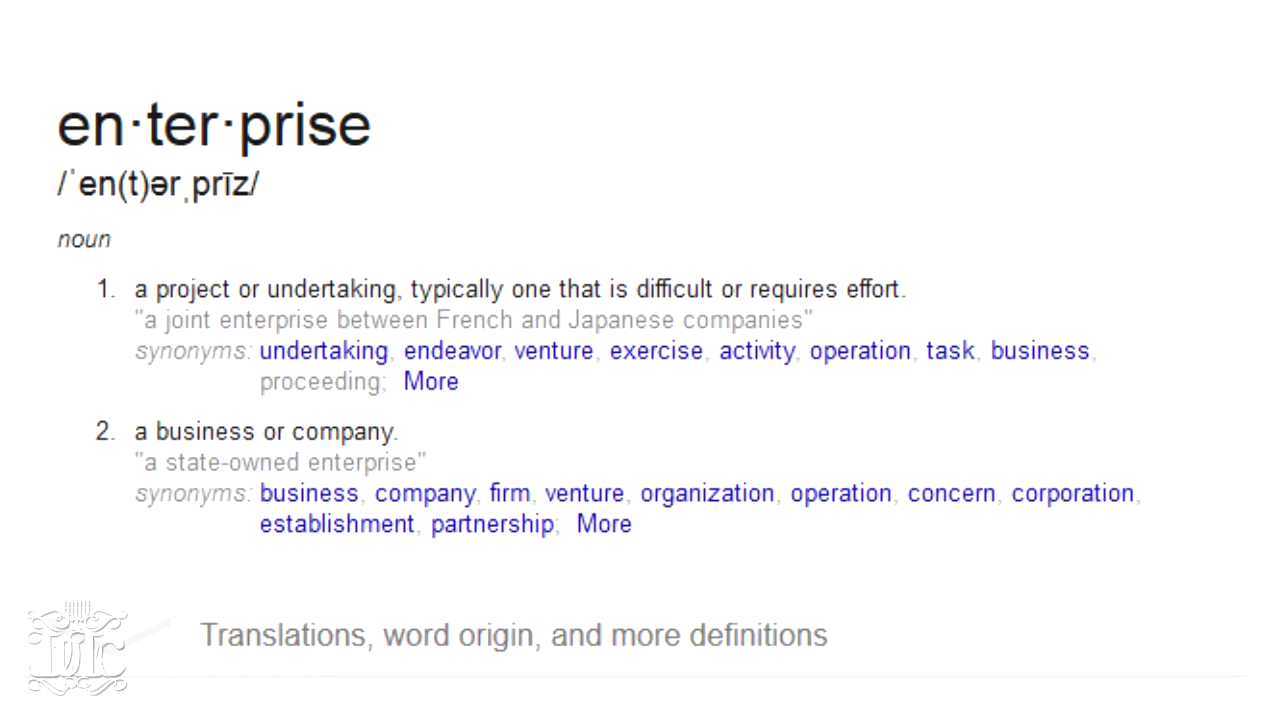 en·ter·prise
/ˈen(t)ərˌprīz/
noun
1. a project or undertaking, typically one that is difficult or requires effort.
"a joint enterprise between French and Japanese companies"
synonyms: undertaking, endeavor, venture, exercise, activity, operation, task, business,
proceeding; More
2. a business or company.
"a state-owned enterprise"
synonyms: business, company, firm, venture, organization, operation, concern, corporation,
establishment, partnership; More
Translations, word origin, and more definitions